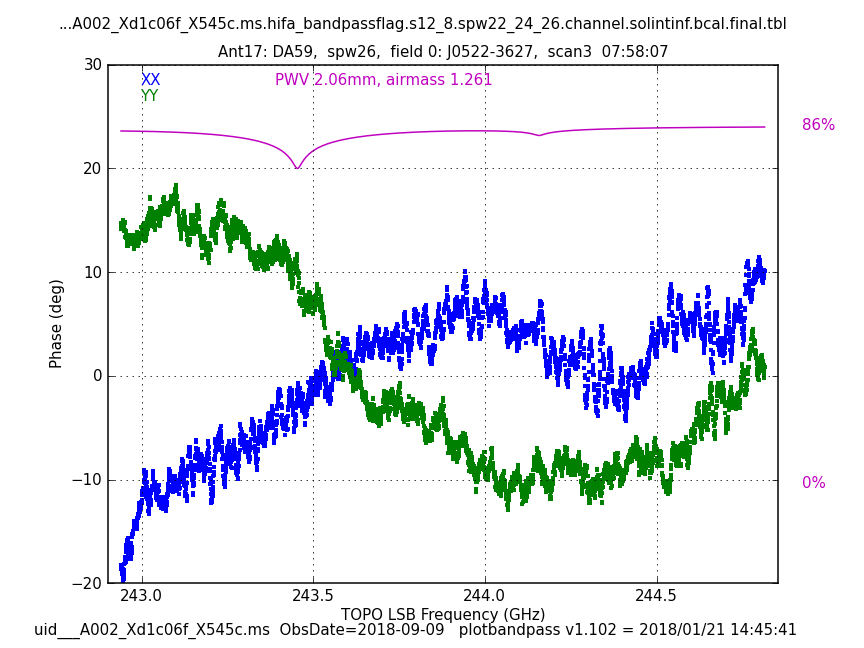 ...A002_Xd1c06f_X545c.ms.hifa_bandpassflag.s12_8.spw22_24_26.channel.solintinf.bcal.final.tbl
Ant17: DA59,  spw26,  field 0: J0522-3627,  scan3  07:58:07
XX
YY
PWV 2.06mm, airmass 1.261
86%
0%
Phase (deg)
30
20
10
0
−10
−20
243.0
243.5
244.0
244.5
TOPO LSB Frequency (GHz)
uid___A002_Xd1c06f_X545c.ms  ObsDate=2018-09-09   plotbandpass v1.102 = 2018/01/21 14:45:41